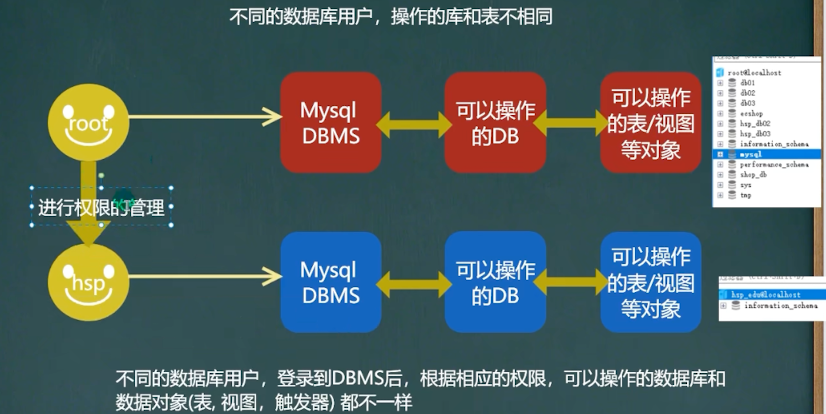 不同的数据库用户，操作的库和表不相同
root
Mysql
DBMS
可以操作
的DB
可以操作
的表/视图
等对象
root@localhost
db01
db02
db03
eershop
hsp_db02
hsp_db03
information_schema
mysql
performance_schema
shop_db
tmp
进行权限的管理
hsp
Mysql
DBMS
可以操作
的DB
可以操作
的表/视图
等对象
hsp_edu@localhost
information_schema
不同的数据库用户，登录到DBMS后，根据相应的权限，可以操作的数据库和
数据对象(表, 视图，触发器) 都不一样